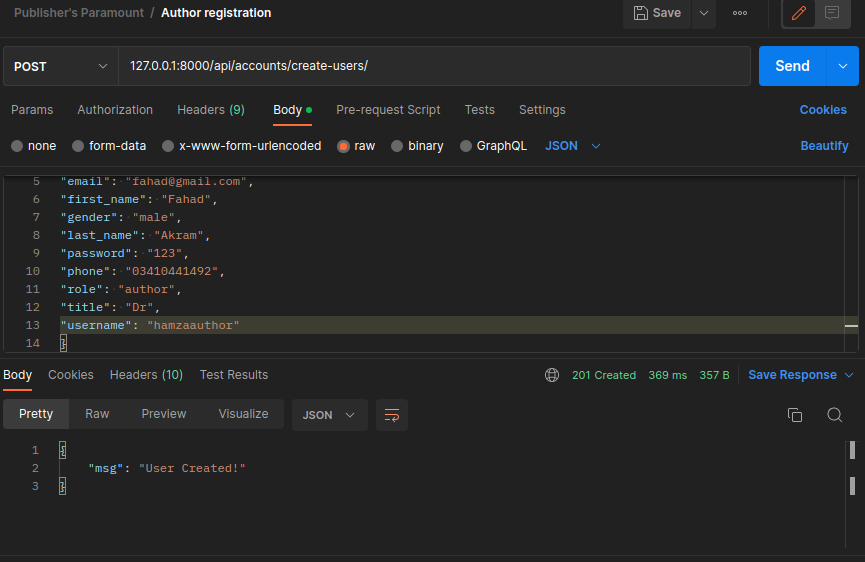 Publisher's Paramount / Author registration Save
POST 127.0.0.1:8000/api/accounts/create-users/ Send
Params Authorization Headers (9) Body Pre-request Script Tests Settings Cookies
none form-data x-www-form-urlencoded raw binary GraphQL JSON Beautify
5 "email": "fahad@gmail.com",
6 "first_name": "Fahad",
7 "gender": "male",
8 "last_name": "Akram",
9 "password": "123",
10 "phone": "03410441492",
11 "role": "author",
12 "title": "Dr",
13 "username": "hamzaauthor"
14 }
Body Cookies Headers (10) Test Results 201 Created 369 ms 357 B Save Response
Pretty Raw Preview Visualize JSON
1 {
2 "msg": "User Created!"
3 }